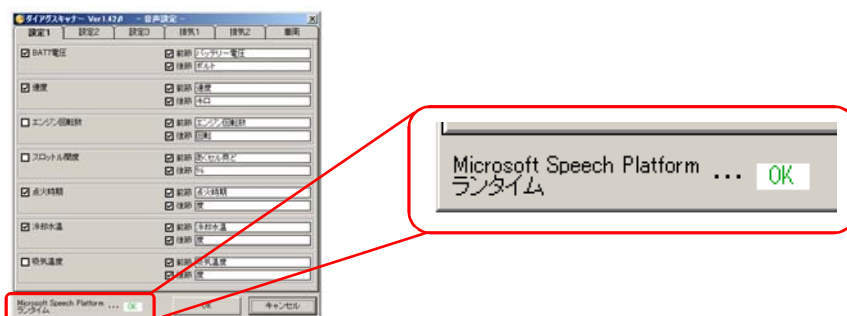 ダイアグスキャナー Ver1.42β - 音声設定 -
設定1 設定2 設定3 排気1 排気2 車両
BATT電圧 前節 バッテリー電圧
後節 ボルト
速度 前節 速度
後節 キロ
エンジン回転数 前節 エンジン回転数
後節 回転
スロットル開度 前節
後節 %
点火時期 前節 点火時期
後節 度
冷却水温 前節 冷却水温
後節 度
吸気温度 前節 吸気温度
後節 度
Microsoft Speech Platform
ランタイム ... OK OK キャンセル
Microsoft Speech Platform
ランタイム ... OK